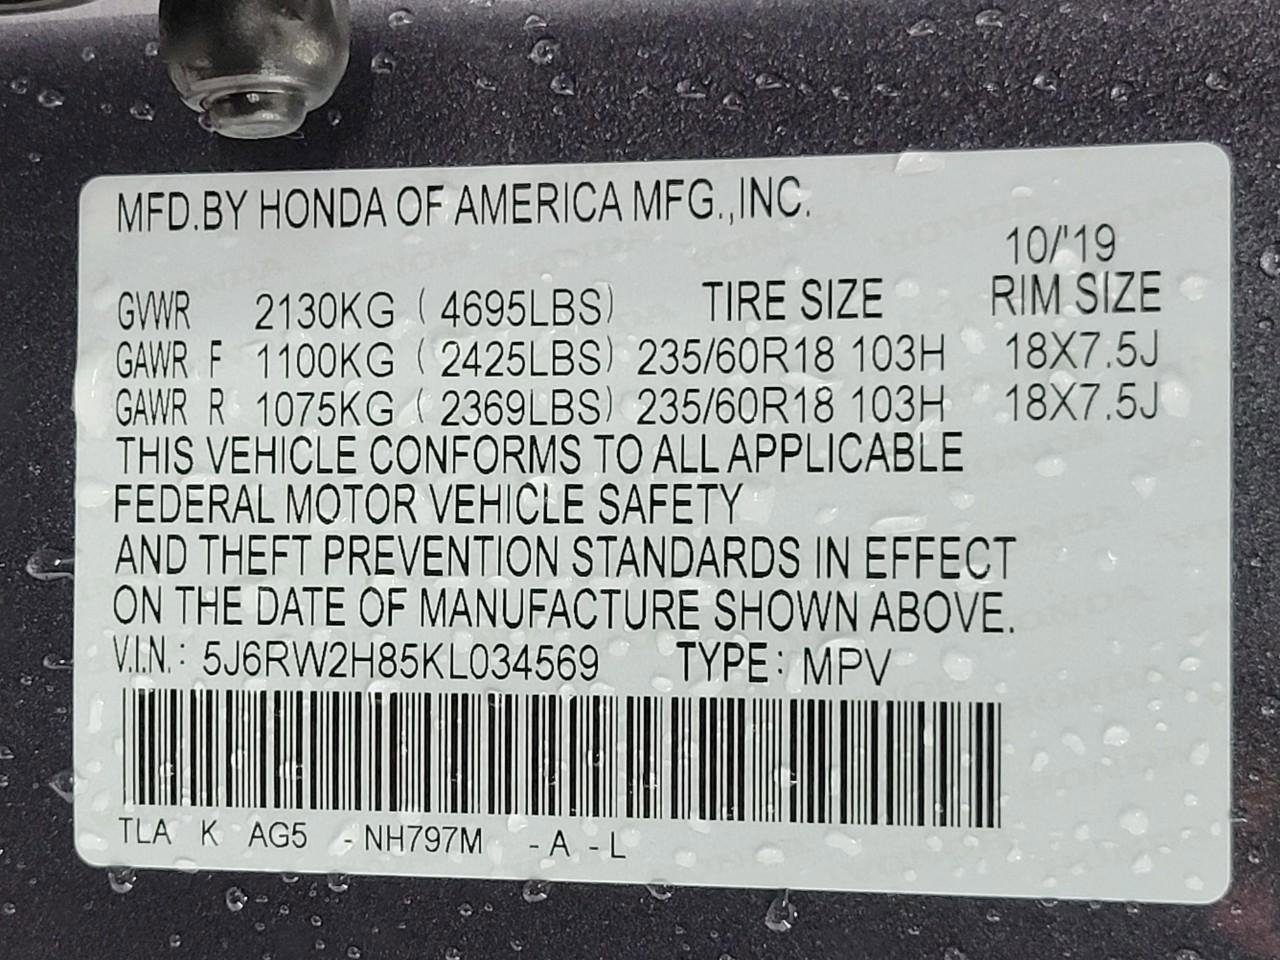 MFD.BY HONDA OF AMERICA MFG.,INC.
10/'19
GVWR 2130KG (4695LBS) TIRE SIZE RIM SIZE
GAWR F 1100KG (2425LBS) 235/60R18 103H 18X7.5J
GAWR R 1075KG (2369LBS) 235/60R18 103H 18X7.5J
THIS VEHICLE CONFORMS TO ALL APPLICABLE
FEDERAL MOTOR VEHICLE SAFETY
AND THEFT PREVENTION STANDARDS IN EFFECT
ON THE DATE OF MANUFACTURE SHOWN ABOVE.
V.I.N.: 5J6RW2H85KL034569 TYPE: MPV
TLA K AG5 -NH797M -A -L